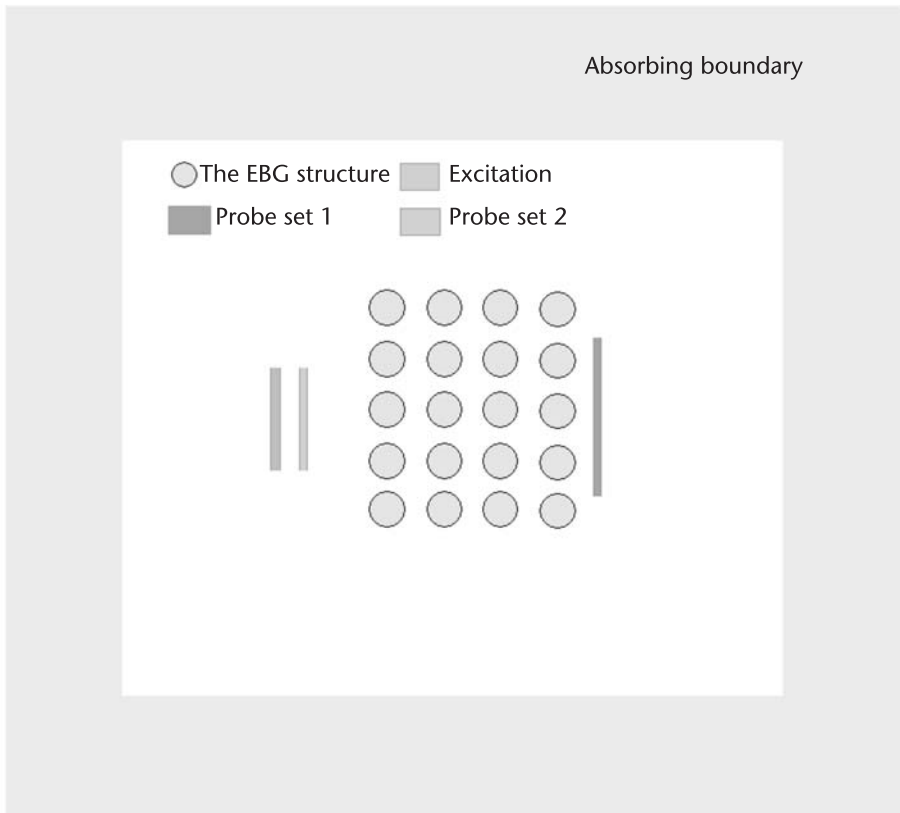 Absorbing boundary
The EBG structure
Excitation
Probe set 1
Probe set 2